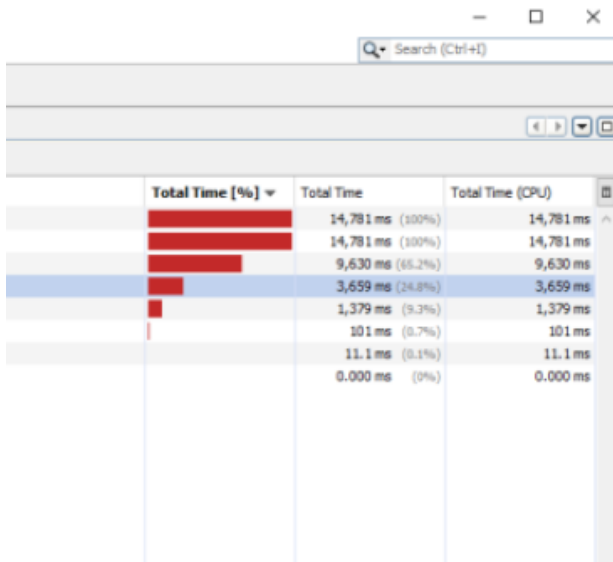 Search (Ctrl+I)
Total Time [%] Total Time Total Time (CPU)
14,781 ms (100%) 14,781 ms
14,781 ms (100%) 14,781 ms
9,630 ms (65.2%) 9,630 ms
3,659 ms (24.8%) 3,659 ms
1,379 ms (9.3%) 1,379 ms
101 ms (0.7%) 101 ms
11.1 ms (0.1%) 11.1 ms
0.000 ms (0%) 0.000 ms